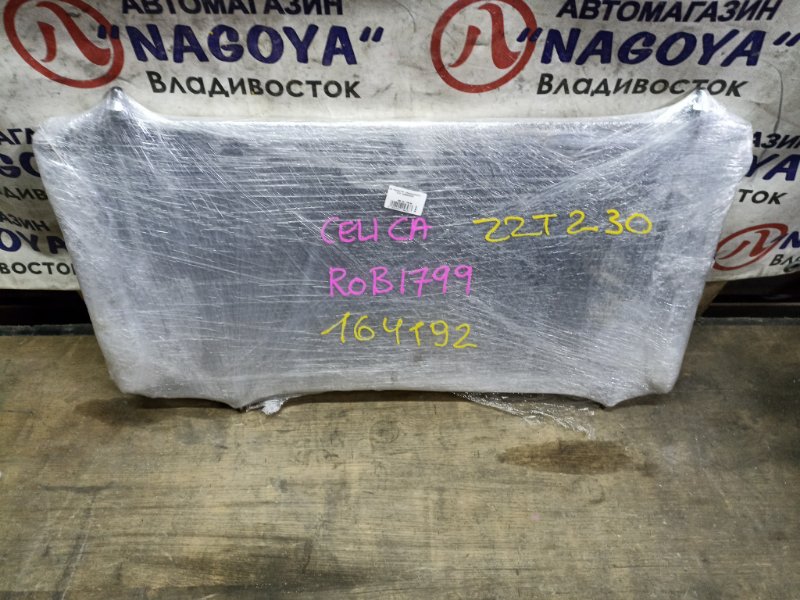 АВТОМАГАЗИН
"NAGOYA"
Владивосток
АВТОМАГАЗИН
"NAGOYA"
Владивосток
CELICA ZZT230
ROB1799
164192